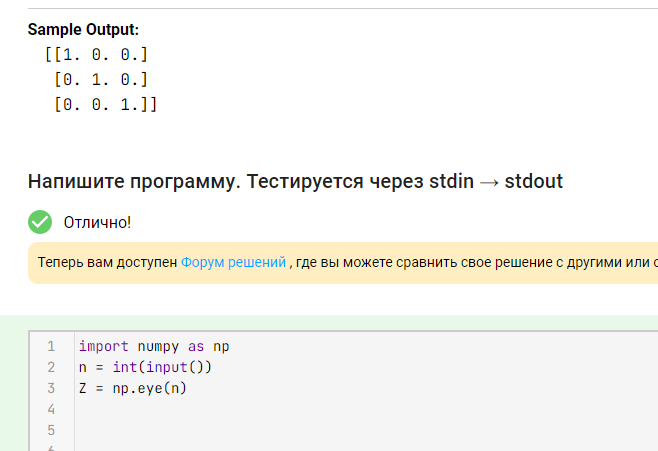 Sample Output:
[[1. 0. 0.]
[0. 1. 0.]
[0. 0. 1.]]
Напишите программу. Тестируется через stdin → stdout
Отлично!
Теперь вам доступен Форум решений , где вы можете сравнить свое решение с другими или
1 import numpy as np
2 n = int(input())
3 Z = np.eye(n)
4
5